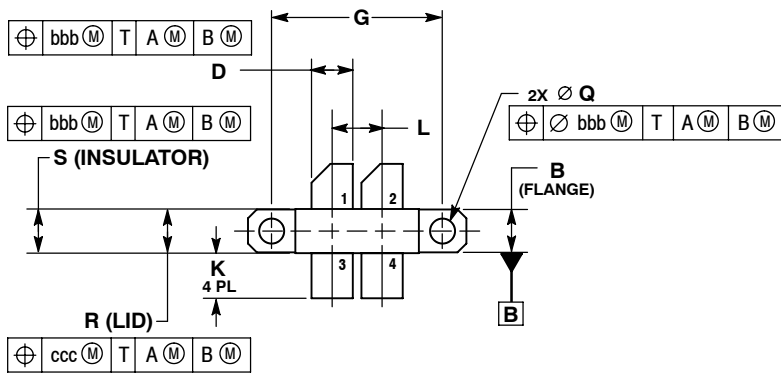 G
⌖ bbb Ⓜ T A Ⓜ B Ⓜ
D
2X ⌀ Q
⌖ bbb Ⓜ T A Ⓜ B Ⓜ
L
⌖ ⌀ bbb Ⓜ T A Ⓜ B Ⓜ
S (INSULATOR)
B
(FLANGE)
1 2
3 4
K
4 PL
R (LID)
B
⌖ ccc Ⓜ T A Ⓜ B Ⓜ